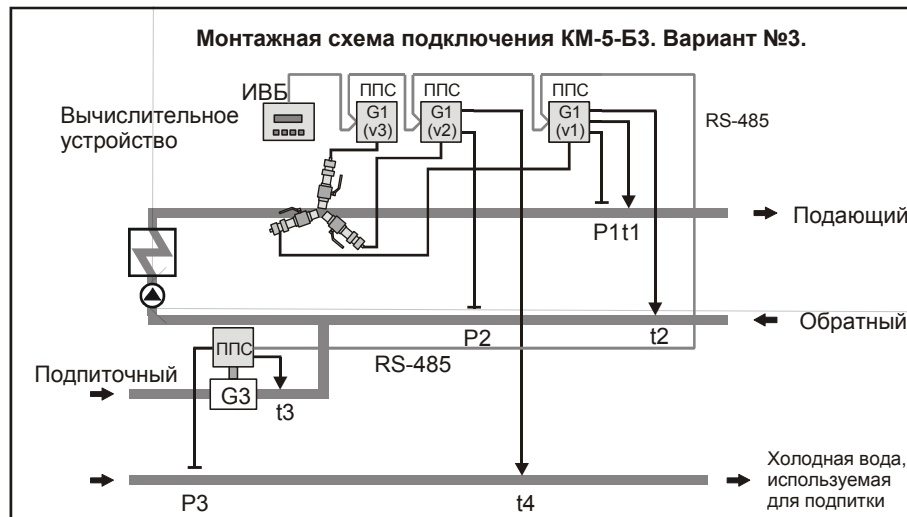 Монтажная схема подключения КМ-5-Б3. Вариант №3.
ИВБ
ППС
ППС
ППС
Вычислительное
устройство
G1
(v3)
G1
(v2)
G1
(v1)
RS-485
P1t1
Подающий
P2
t2
Обратный
ППС
RS-485
Подпиточный
G3
t3
P3
t4
Холодная вода,
используемая
для подпитки